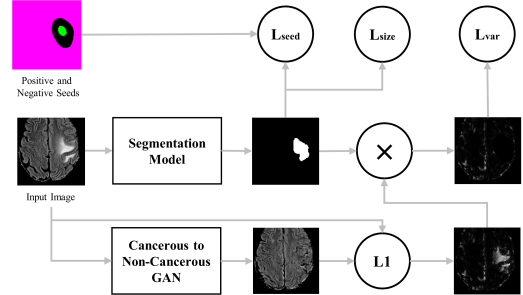 Lseed
Lsize
Lvar
Positive and
Negative Seeds
Segmentation
Model
×
Input Image
Cancerous to
Non-Cancerous
GAN
L1